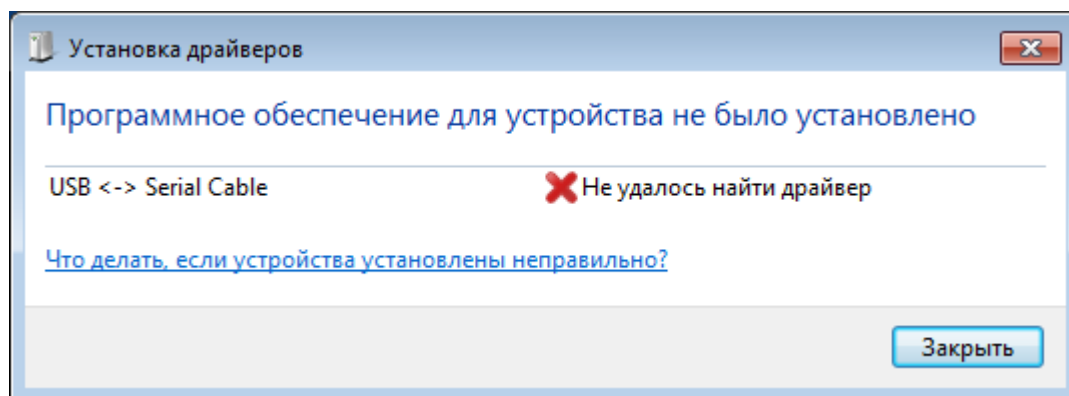 Установка драйверов
Программное обеспечение для устройства не было установлено
USB <-> Serial Cable Не удалось найти драйвер
Что делать, если устройства установлены неправильно?
Закрыть